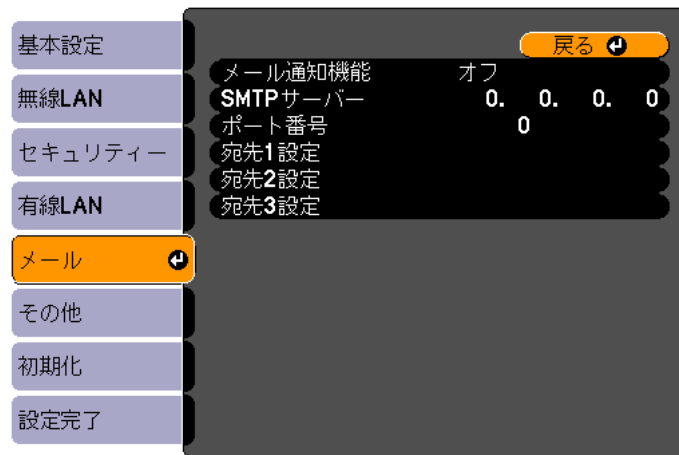 基本設定
無線LAN
セキュリティー
有線LAN
メール
その他
初期化
設定完了
戻る
メール通知機能 オフ
SMTPサーバー 0. 0. 0. 0
ポート番号 0
宛先1設定
宛先2設定
宛先3設定